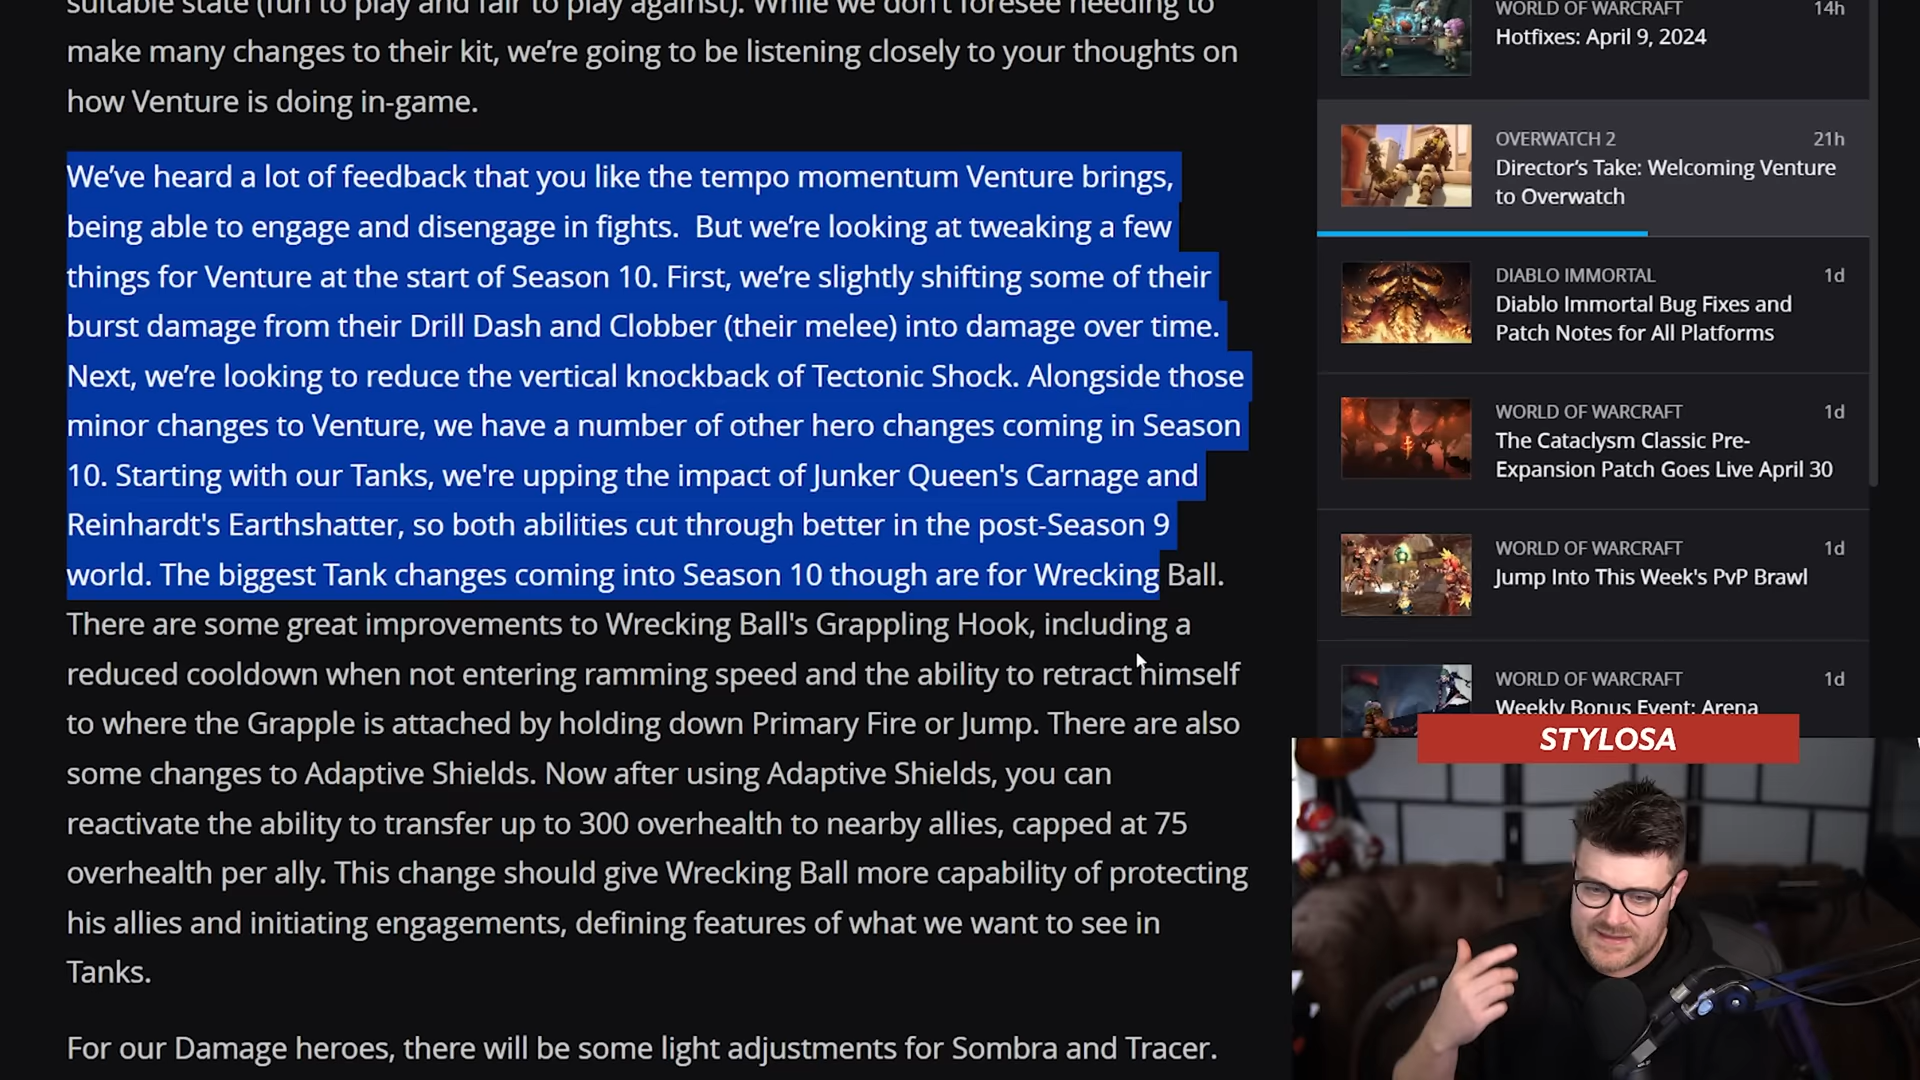 suitable state (fun to play and fair to play against). While we don't foresee needing to
make many changes to their kit, we're going to be listening closely to your thoughts on
how Venture is doing in-game.
We've heard a lot of feedback that you like the tempo momentum Venture brings,
being able to engage and disengage in fights.  But we're looking at tweaking a few
things for Venture at the start of Season 10. First, we're slightly shifting some of their
burst damage from their Drill Dash and Clobber (their melee) into damage over time.
Next, we're looking to reduce the vertical knockback of Tectonic Shock. Alongside those
minor changes to Venture, we have a number of other hero changes coming in Season
10. Starting with our Tanks, we're upping the impact of Junker Queen's Carnage and
Reinhardt's Earthshatter, so both abilities cut through better in the post-Season 9
world. The biggest Tank changes coming into Season 10 though are for Wrecking Ball.
There are some great improvements to Wrecking Ball's Grappling Hook, including a
reduced cooldown when not entering ramming speed and the ability to retract himself
to where the Grapple is attached by holding down Primary Fire or Jump. There are also
some changes to Adaptive Shields. Now after using Adaptive Shields, you can
reactivate the ability to transfer up to 300 overhealth to nearby allies, capped at 75
overhealth per ally. This change should give Wrecking Ball more capability of protecting
his allies and initiating engagements, defining features of what we want to see in
Tanks.
For our Damage heroes, there will be some light adjustments for Sombra and Tracer.
WORLD OF WARCRAFT 14h
Hotfixes: April 9, 2024
OVERWATCH 2 21h
Director's Take: Welcoming Venture
to Overwatch
DIABLO IMMORTAL 1d
Diablo Immortal Bug Fixes and
Patch Notes for All Platforms
WORLD OF WARCRAFT 1d
The Cataclysm Classic Pre-
Expansion Patch Goes Live April 30
WORLD OF WARCRAFT 1d
Jump Into This Week's PvP Brawl
WORLD OF WARCRAFT 1d
Weekly Bonus Event: Arena
STYLOSA